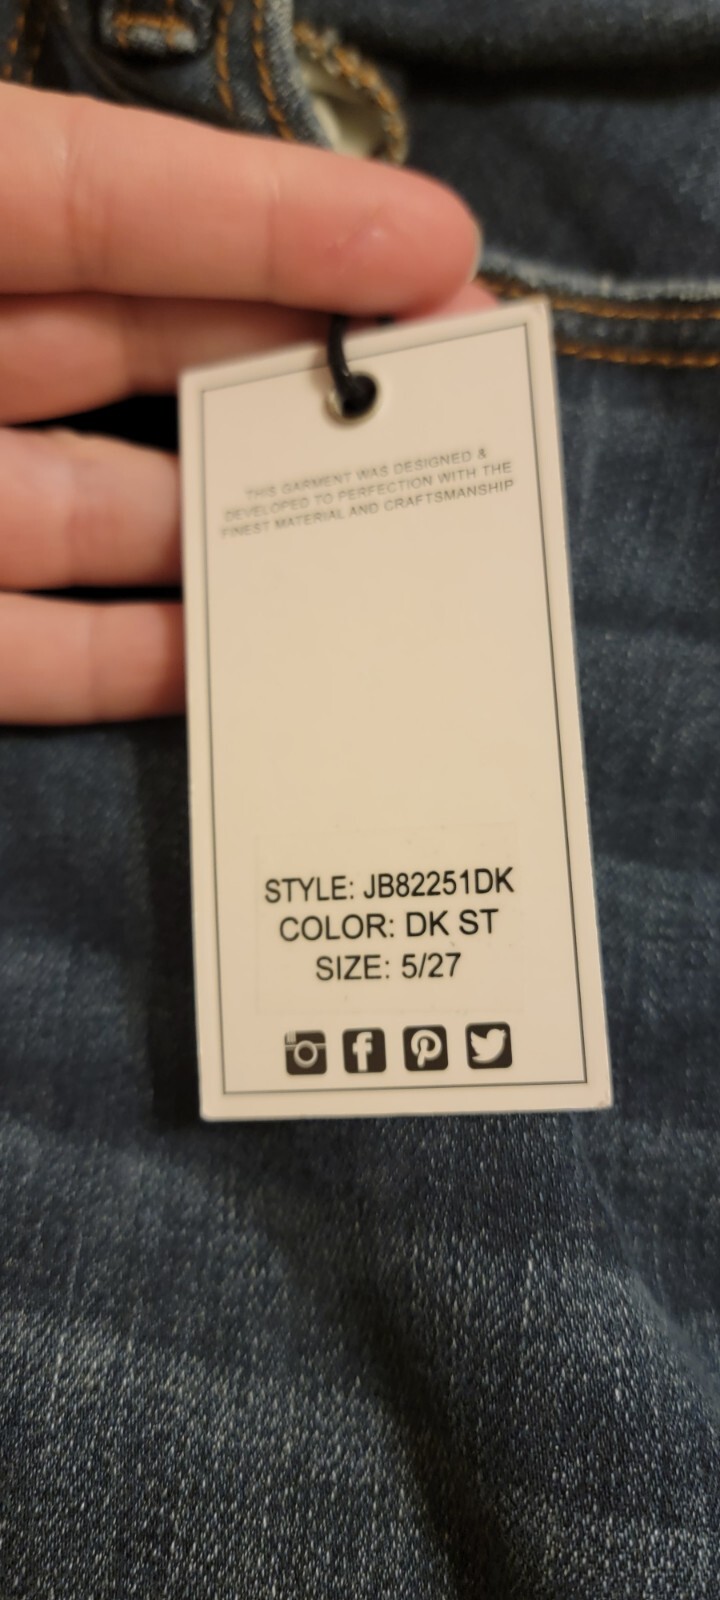 THIS GARMENT WAS DESIGNED &
DEVELOPED TO PERFECTION WITH THE
FINEST MATERIAL AND CRAFTSMANSHIP
STYLE: JB82251DK
COLOR: DK ST
SIZE: 5/27